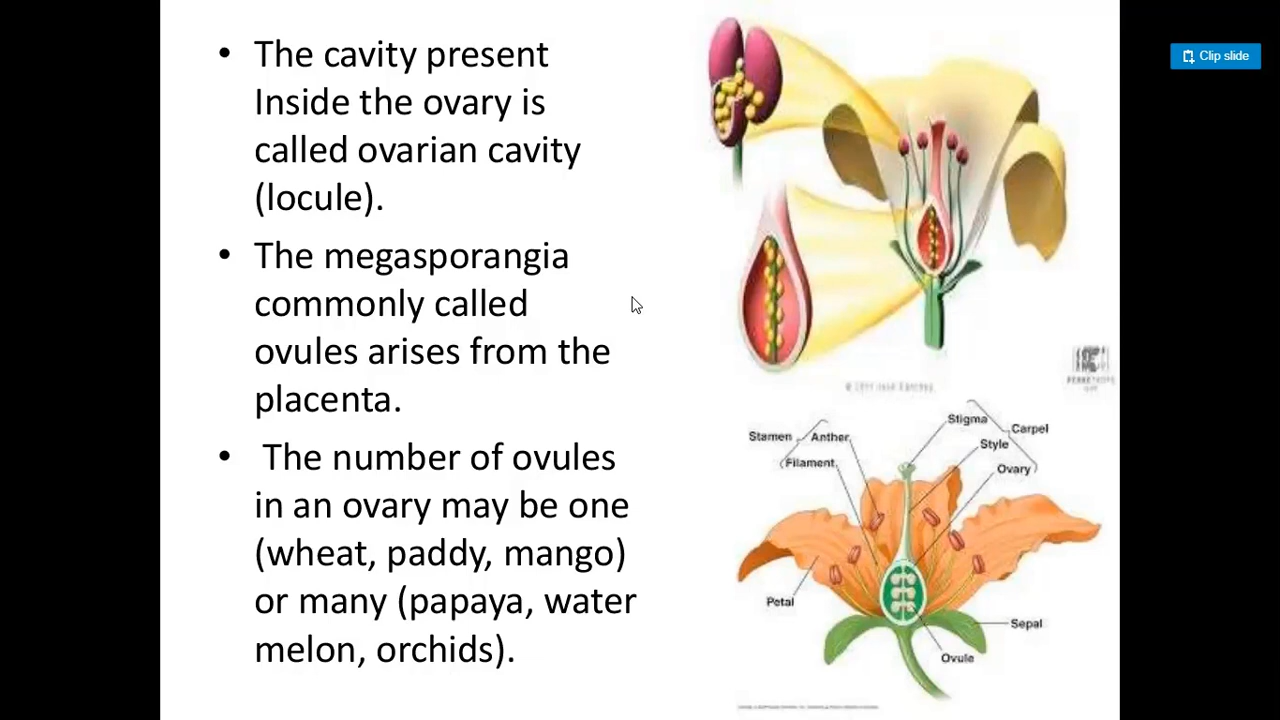 • The cavity present
Inside the ovary is
called ovarian cavity
(locule).
• The megasporangia
commonly called
ovules arises from the
placenta.
• The number of ovules
in an ovary may be one
(wheat, paddy, mango)
or many (papaya, water
melon, orchids).
Clip slide
Stigma
Carpel
Stamen
Anther
Style
Filament
Ovary
Petal
Sepal
Ovule